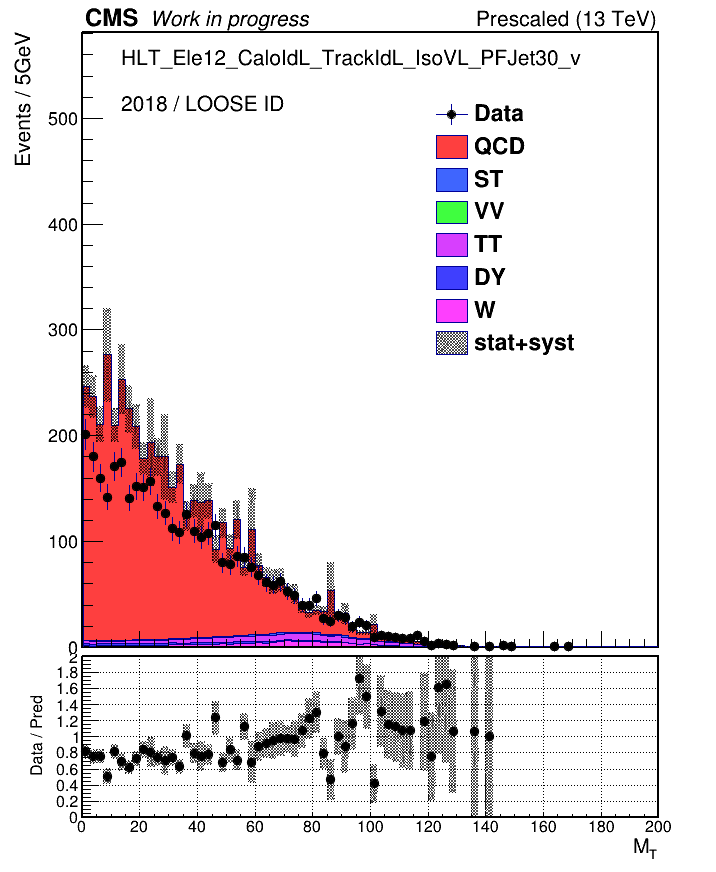 CMS Work in progress Prescaled (13 TeV)
Events / 5GeV
HLT_Ele12_CaloIdL_TrackIdL_IsoVL_PFJet30_v
2018 / LOOSE ID
Data
QCD
ST
VV
TT
DY
W
stat+syst
500
400
300
200
100
0
Data / Pred
2
1.8
1.6
1.4
1.2
1
0.8
0.6
0.4
0.2
0
0 20 40 60 80 100 120 140 160 180 200
M_T